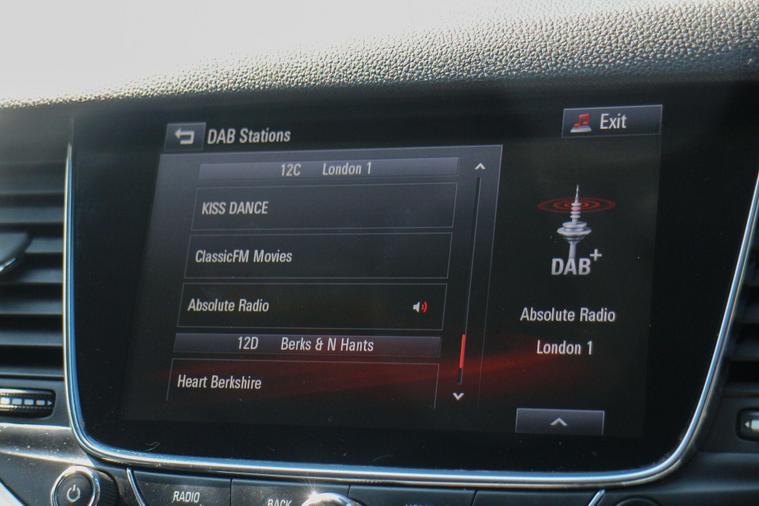 DAB Stations
Exit
12C London 1
KISS DANCE
ClassicFM Movies
Absolute Radio
12D Berks & N Hants
Heart Berkshire
DAB+
Absolute Radio
London 1
RADIO
BACK